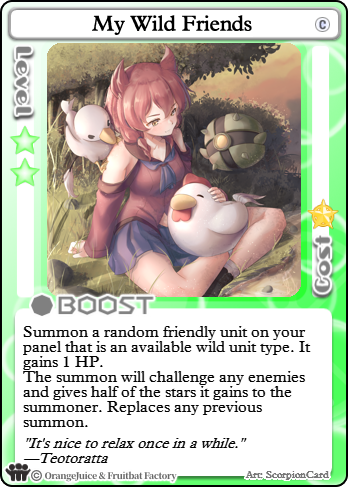 My Wild Friends
C
Level
Cost
BOOST
Summon a random friendly unit on your
panel that is an available wild unit type. It
gains 1 HP.
The summon will challenge any enemies
and gives half of the stars it gains to the
summoner. Replaces any previous
summon.
"It's nice to relax once in a while."
—Teotoratta
© OrangeJuice & Fruitbat Factory
Arc: ScorpionCard